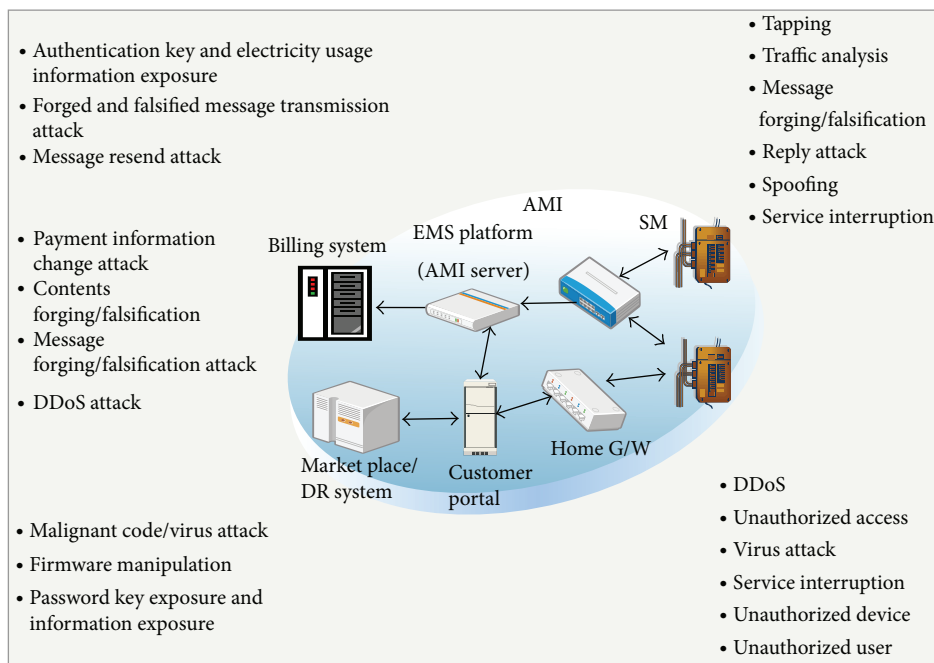 • Authentication key and electricity usage
information exposure
• Forged and falsified message transmission
attack
• Message resend attack
• Tapping
• Traffic analysis
• Message
forging/falsification
• Reply attack
• Spoofing
• Service interruption
• Payment information
change attack
• Contents
forging/falsification
• Message
forging/falsification attack
• DDoS attack
AMI
Billing system
EMS platform
(AMI server)
SM
Market place/
DR system
Customer
portal
Home G/W
• Malignant code/virus attack
• Firmware manipulation
• Password key exposure and
information exposure
• DDoS
• Unauthorized access
• Virus attack
• Service interruption
• Unauthorized device
• Unauthorized user